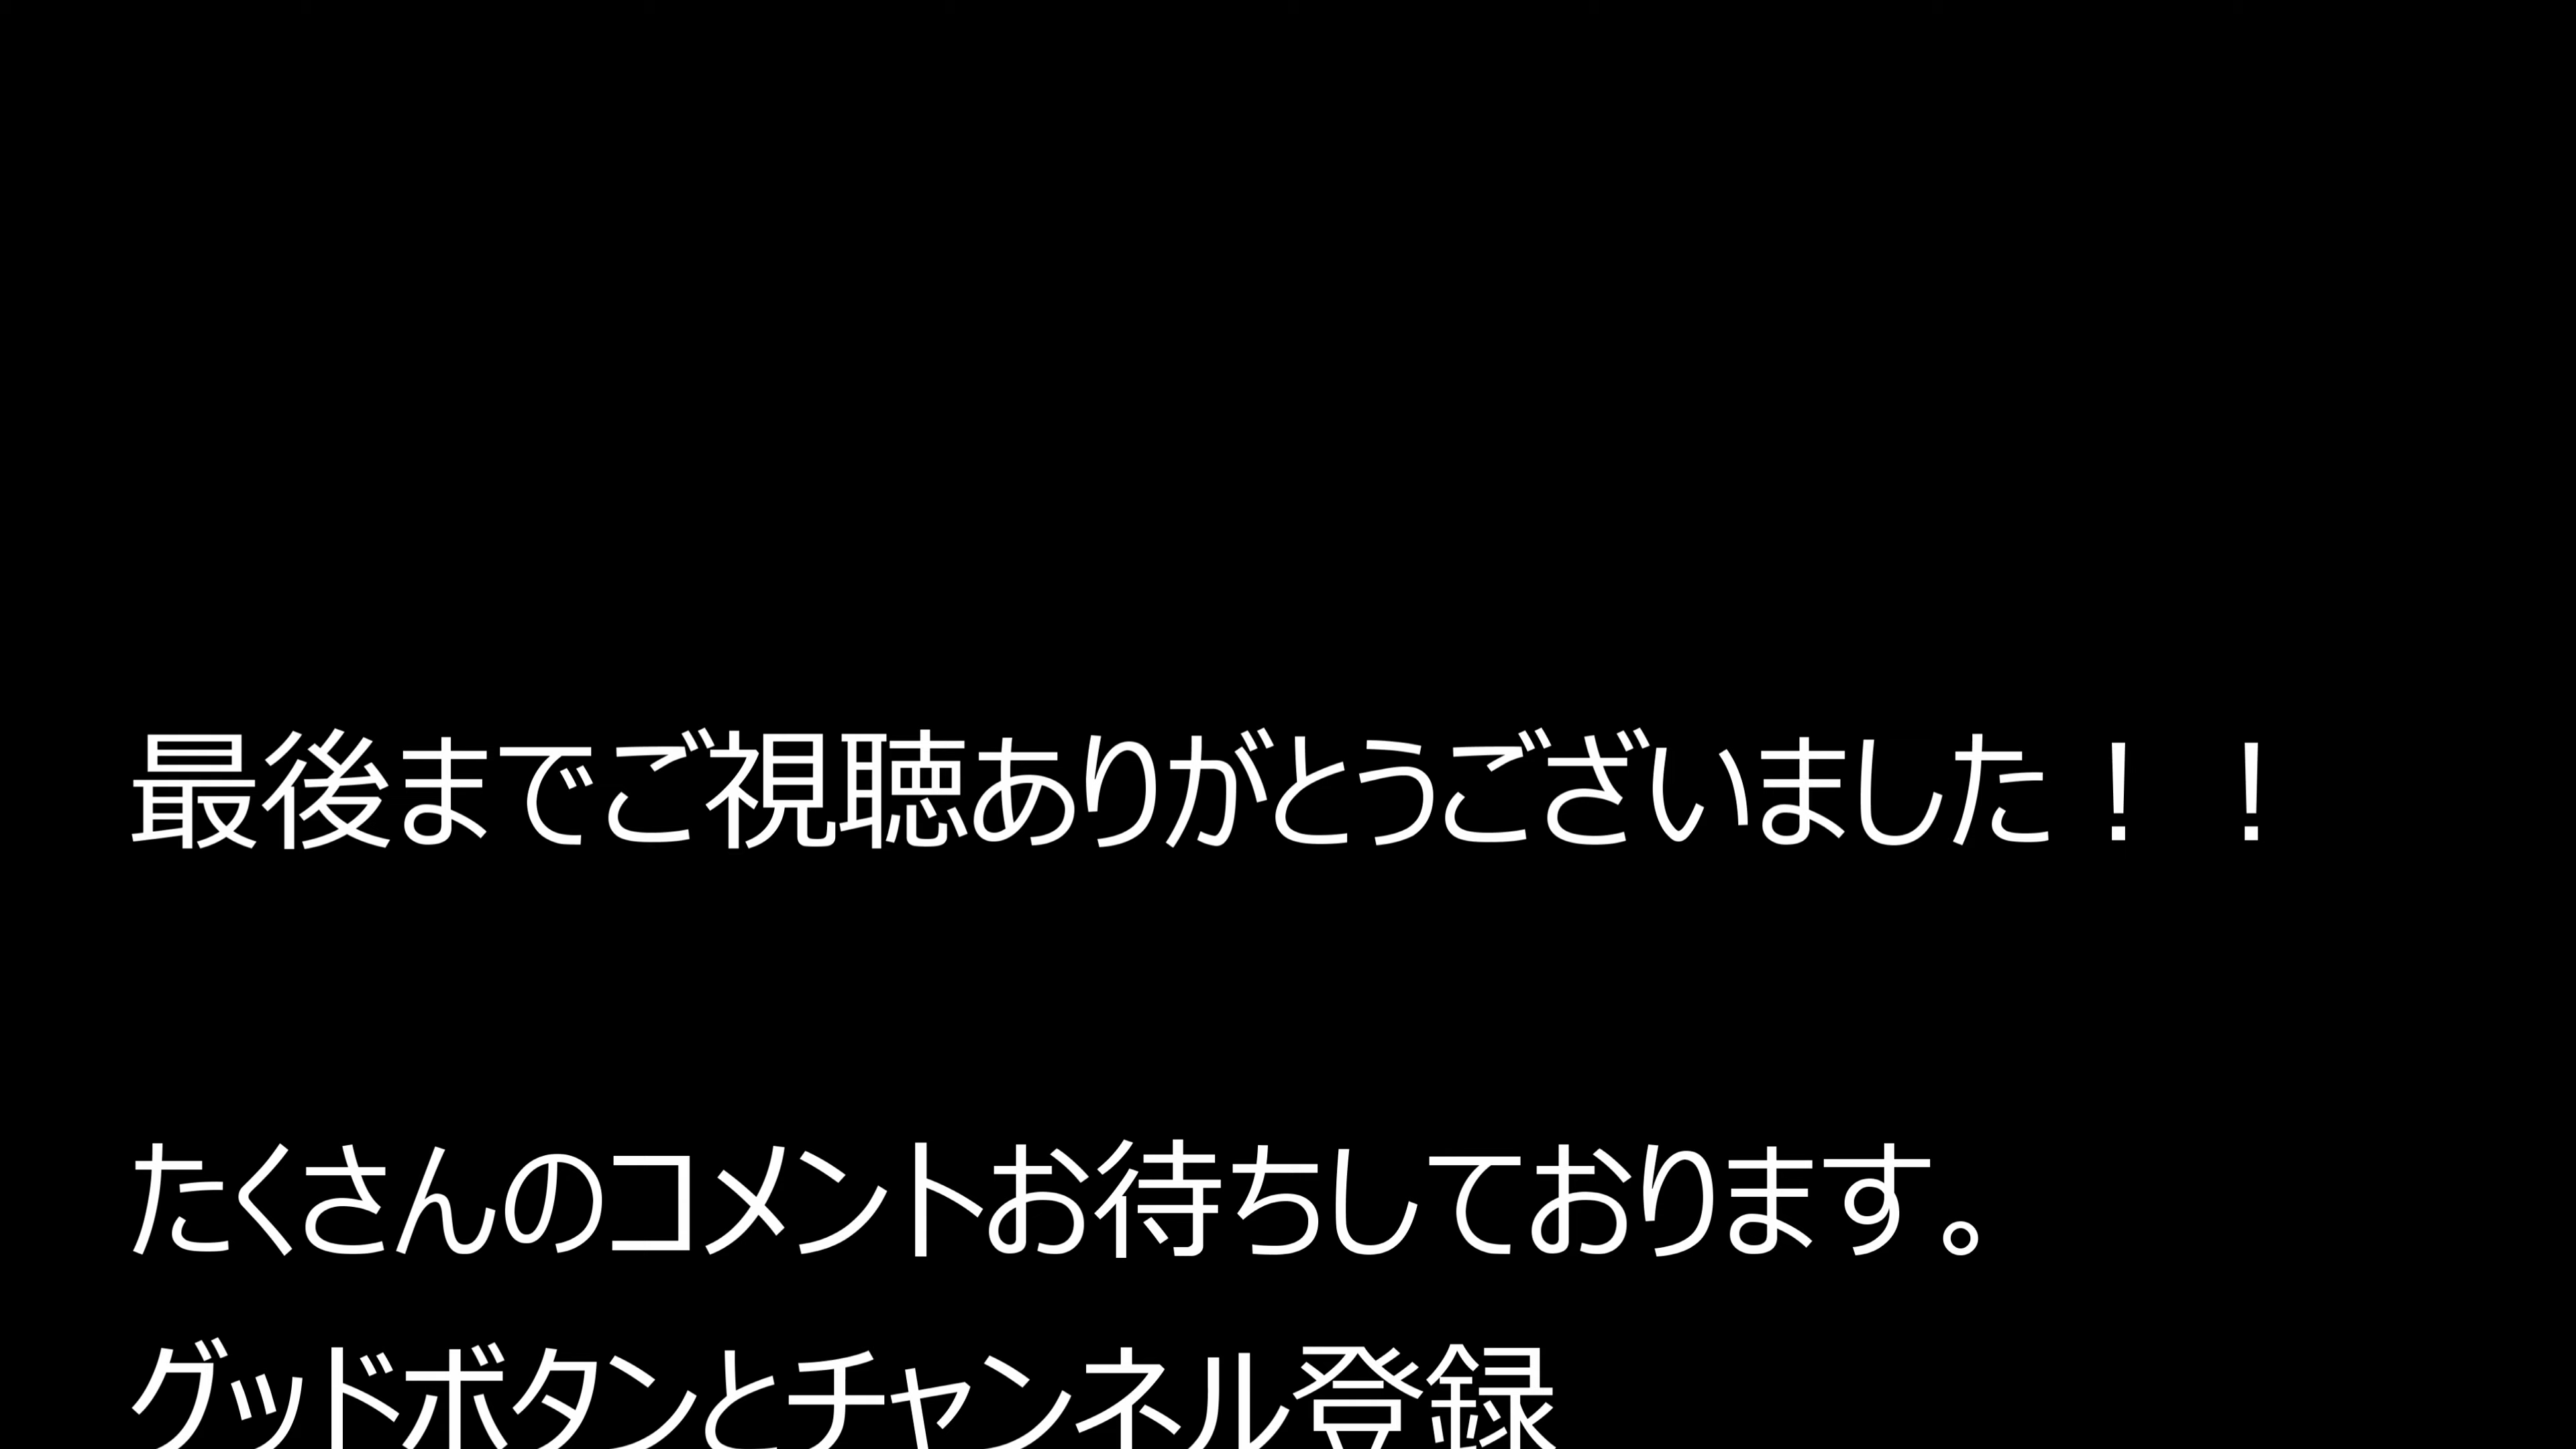 最後までご視聴ありがとうございました！！
たくさんのコメントお待ちしております。
グッドボタンとチャンネル登録